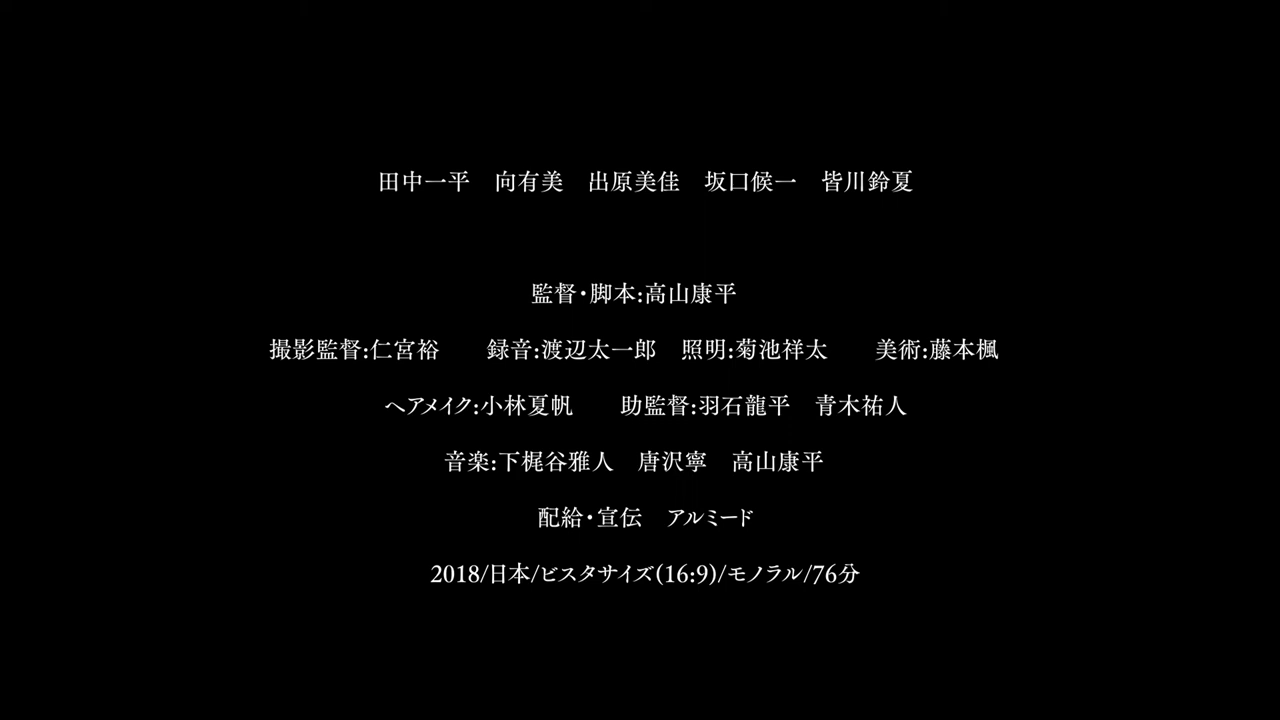 田中一平　向有美　出原美佳　坂口候一　皆川鈴夏
監督・脚本:高山康平
撮影監督:仁宮裕　　録音:渡辺太一郎　照明:菊池祥太　　美術:藤本楓
ヘアメイク:小林夏帆　　助監督:羽石龍平　青木祐人
音楽:下梶谷雅人　唐沢寧　高山康平
配給・宣伝　アルミード
2018/日本/ビスタサイズ(16:9)/モノラル/76分